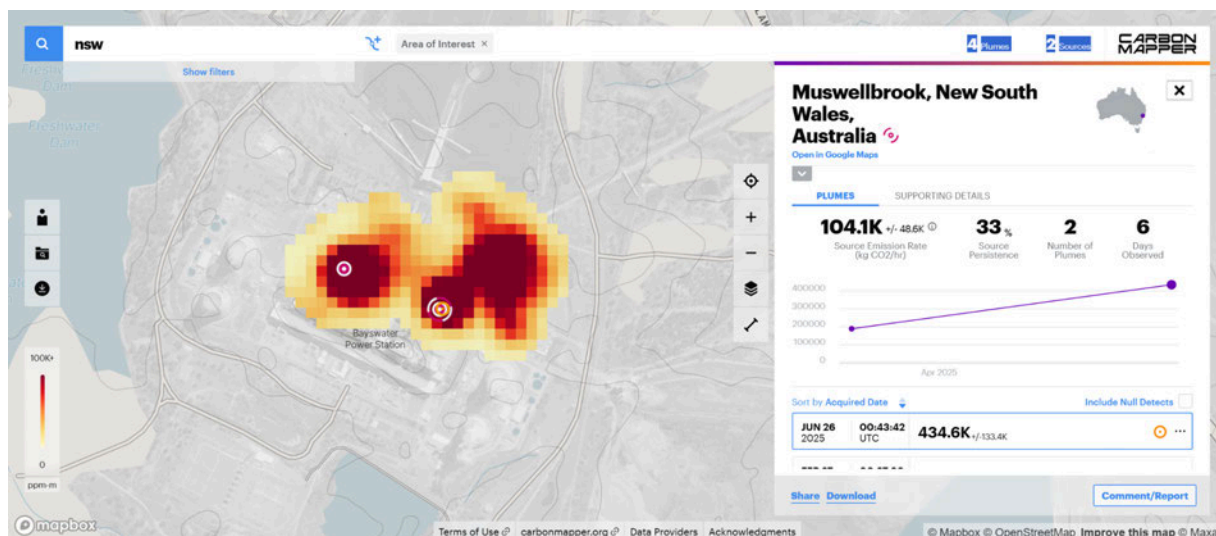 nsw
Area of Interest ×
4 Plumes
2 Sources
CARBON
MAPPER
Show filters
Freshwater
Dam
Bayswater
Power Station
100K+
0
ppm-m
mapbox
Muswellbrook, New South
Wales,
Australia
Open in Google Maps
PLUMES SUPPORTING DETAILS
104.1K +/- 48.6K 33 % 2 6
Source Emission Rate
(kg CO2/hr)
Source
Persistence
Number of
Plumes
Days
Observed
400000
300000
200000
100000
0
Apr 2025
Sort by Acquired Date
Include Null Detects
JUN 26
2025
00:43:42
UTC
434.6K +/-133.4K
Share Download
Comment/Report
Terms of Use carbonmapper.org Data Providers Acknowledgments
© Mapbox © OpenStreetMap Improve this map © Maxa